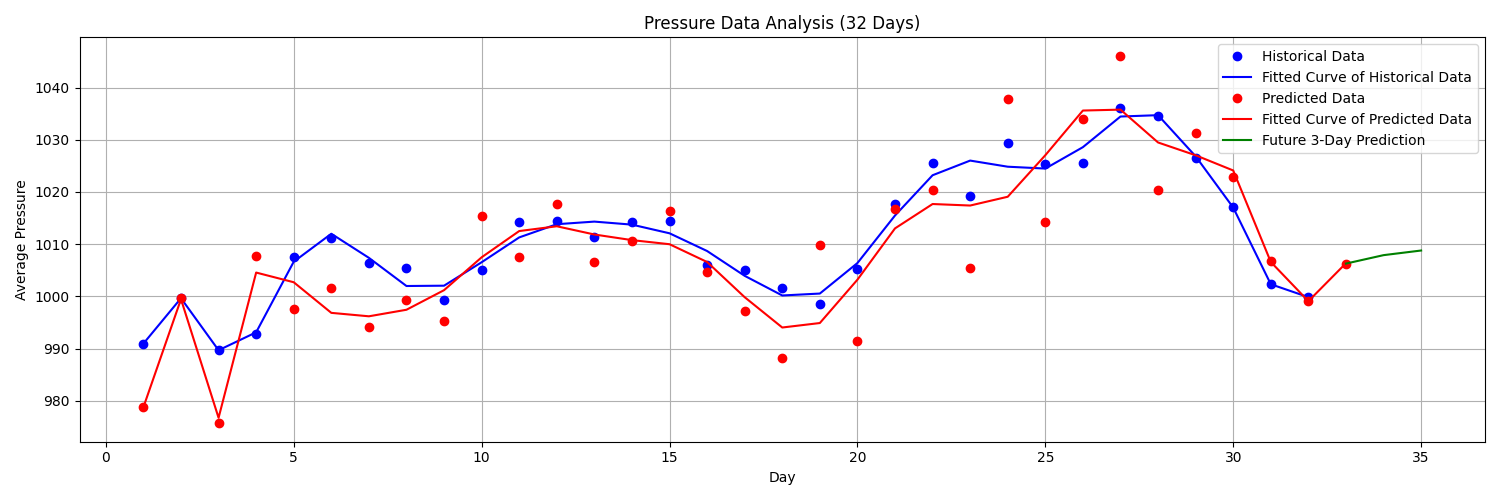 Pressure Data Analysis (32 Days)
Historical Data
Fitted Curve of Historical Data
Predicted Data
Fitted Curve of Predicted Data
Future 3-Day Prediction
Average Pressure
1040
1030
1020
1010
1000
990
980
0 5 10 15 20 25 30 35
Day